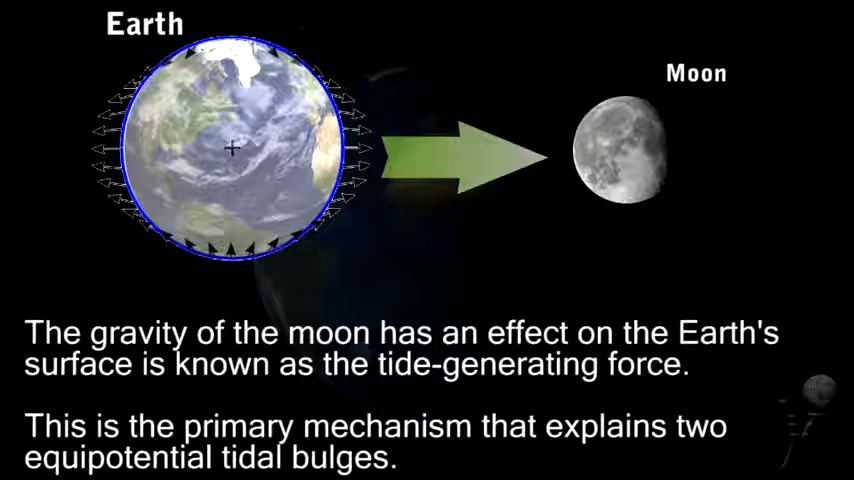 Earth
Moon
The gravity of the moon has an effect on the Earth's
surface is known as the tide-generating force.
This is the primary mechanism that explains two
equipotential tidal bulges.